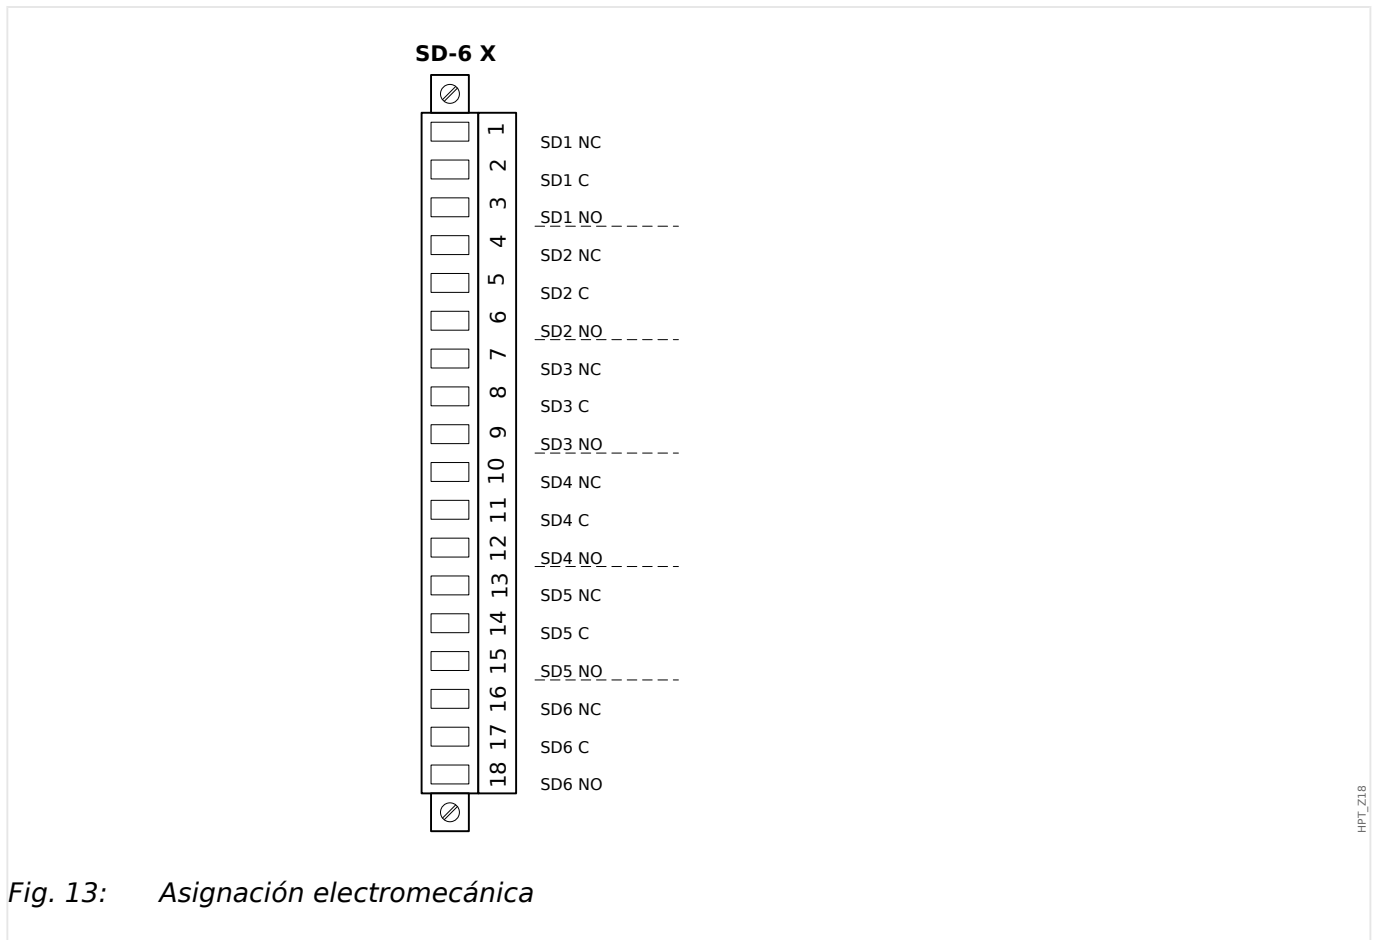 SD-6 X
1 SD1 NC
2 SD1 C
3 SD1 NO
4 SD2 NC
5 SD2 C
6 SD2 NO
7 SD3 NC
8 SD3 C
9 SD3 NO
10 SD4 NC
11 SD4 C
12 SD4 NO
13 SD5 NC
14 SD5 C
15 SD5 NO
16 SD6 NC
17 SD6 C
18 SD6 NO
HPT_Z18
Fig. 13: Asignación electromecánica